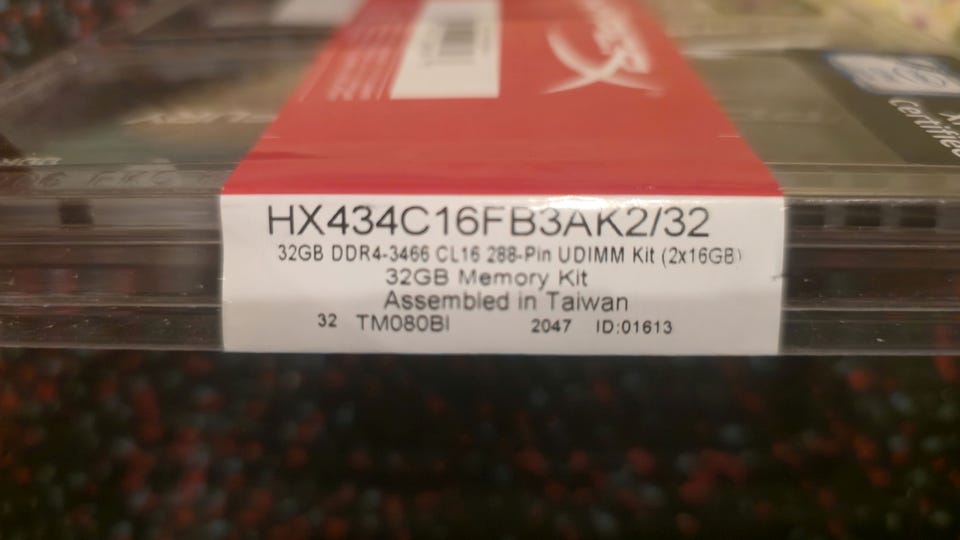 HX434C16FB3AK2/32
32GB DDR4-3466 CL16 288-Pin UDIMM Kit (2x16GB)
32GB Memory Kit
Assembled in Taiwan
32 TM080BI 2047 ID:01613
certified